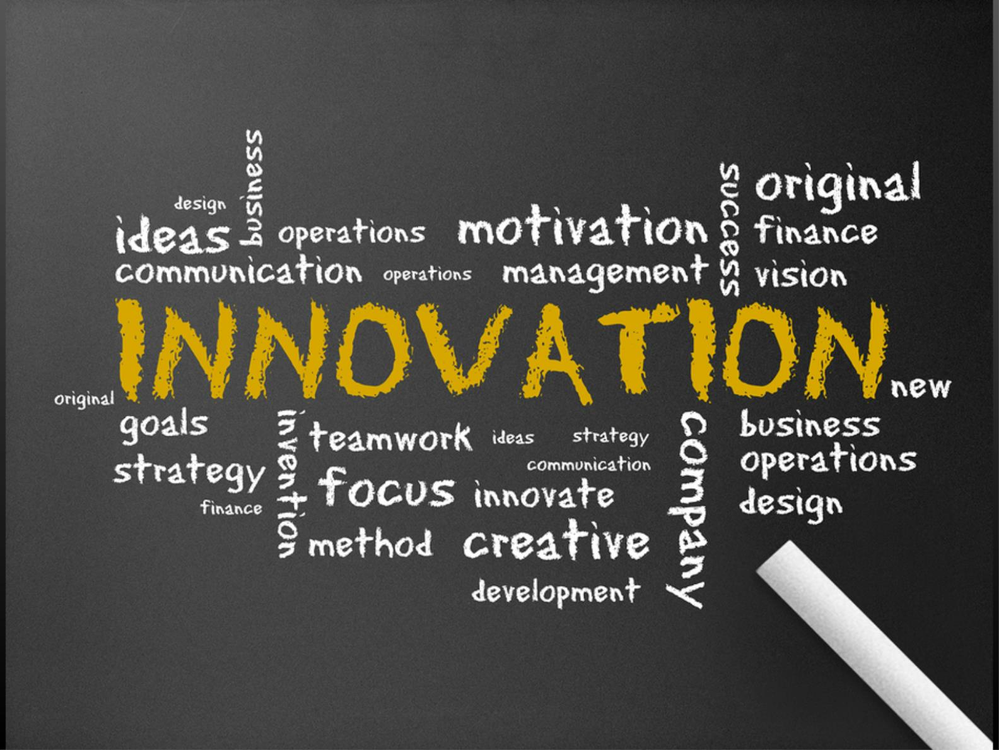 business
success
original
design
ideas
operations
motivation
finance
communication
operations
management
vision
INNOVATION
new
original
goals
invention
teamwork
ideas
strategy
company
business
strategy
communication
operations
focus
innovate
design
finance
method
creative
development